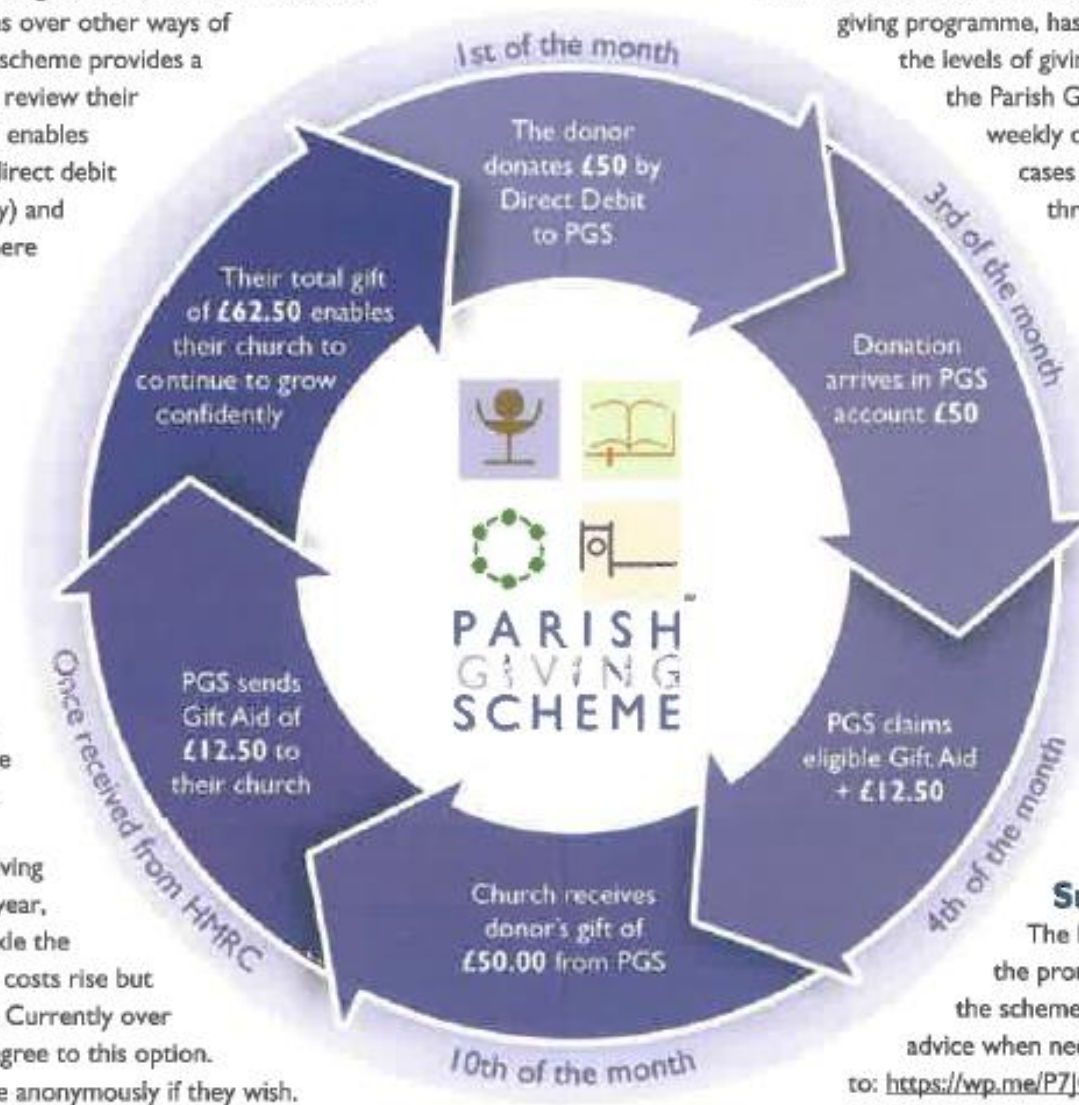 s over other ways of
scheme provides a
review their
enables
direct debit
y) and
ere
giving programme, has
the levels of givin
the Parish G
weekly o
cases
thr
1st of the month
The donor
donates £50 by
Direct Debit
to PGS
3rd of the month
Donation
arrives in PGS
account £50
4th of the month
PGS claims
eligible Gift Aid
+ £12.50
10th of the month
Church receives
donor's gift of
£50.00 from PGS
Once received from HMRC
PGS sends
Gift Aid of
£12.50 to
their church
Their total gift
of £62.50 enables
their church to
continue to grow
confidently
PARISH
GIVING
SCHEME
™
e
ving
year,
kle the
costs rise but
Currently over
gree to this option.
e anonymously if they wish.
The
the pro
the scheme
advice when nee
to: https://wp.me/P7J